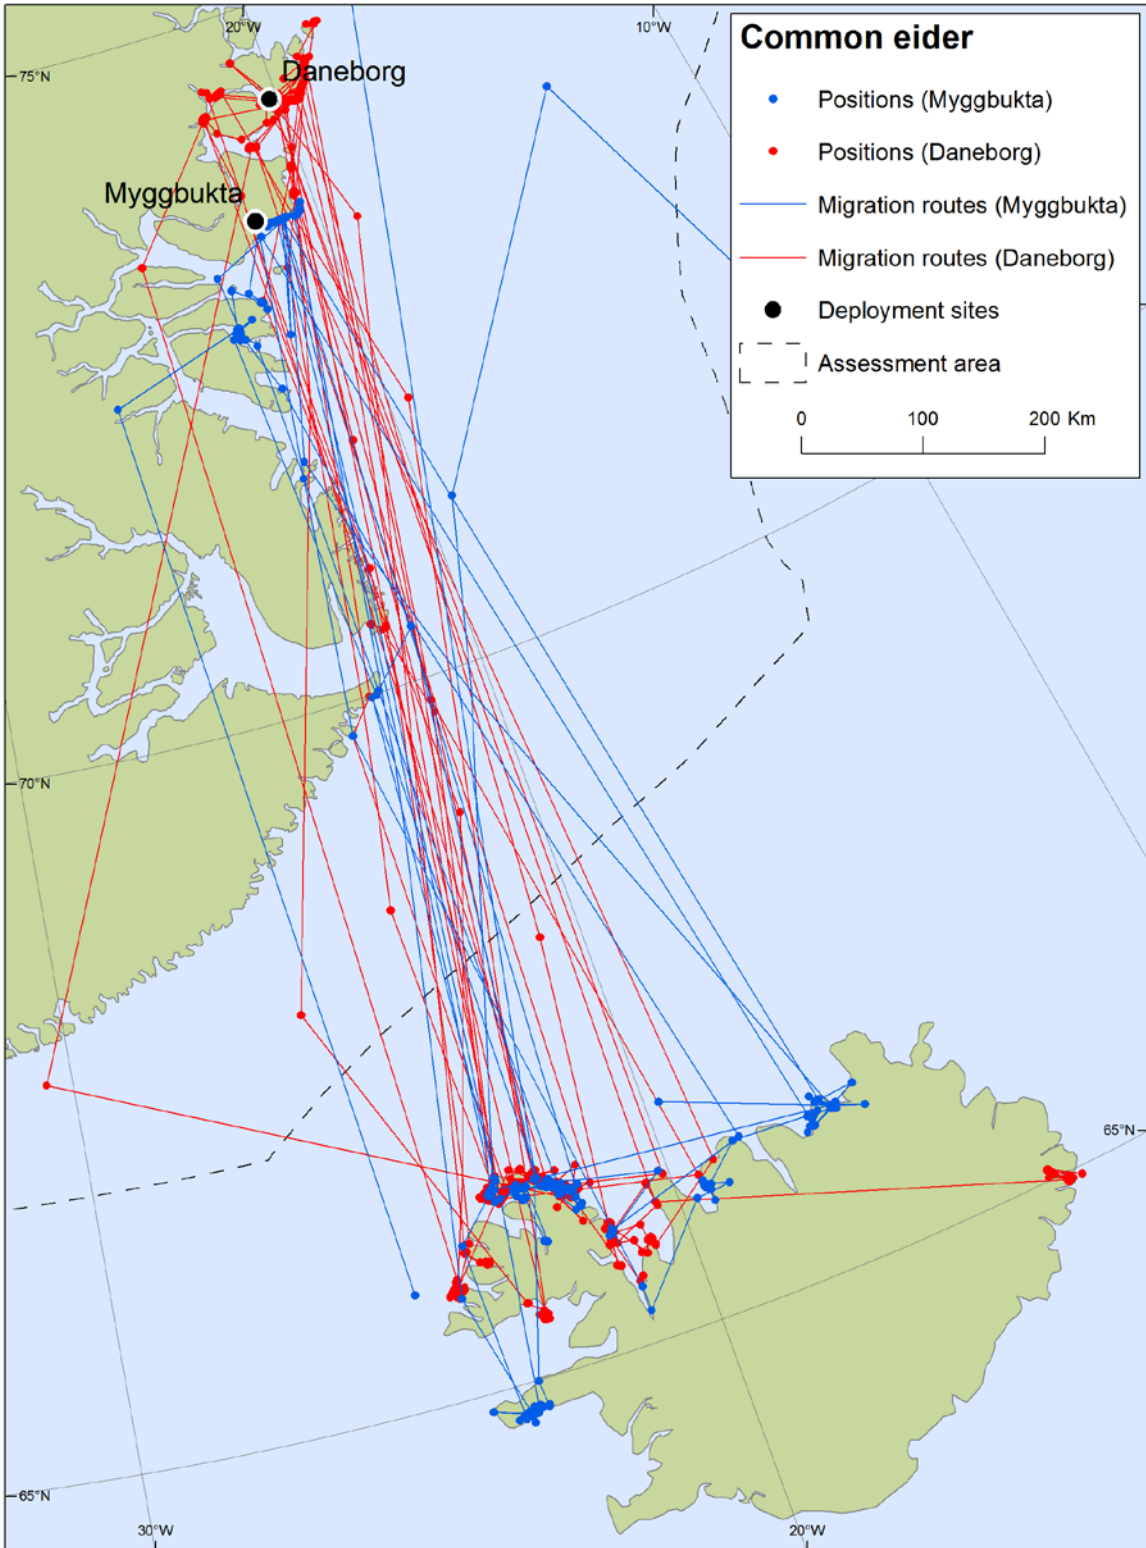 20°W
10°W
75°N
Daneborg
Myggbukta
Common eider
Positions (Myggbukta)
Positions (Daneborg)
Migration routes (Myggbukta)
Migration routes (Daneborg)
Deployment sites
Assessment area
0 100 200 Km
70°N
65°N
65°N
30°W
20°W